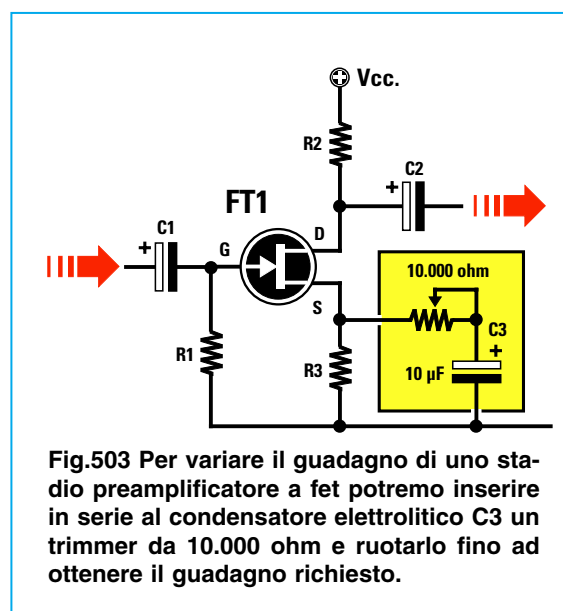 Vcc.
R2
C2
+
FT1
C1
+
D
G
10.000 ohm
S
C3
+
R1
R3
10 µF
Fig.503 Per variare il guadagno di uno sta-
dio preamplificatore a fet potremo inserire
in serie al condensatore elettrolitico C3 un
trimmer da 10.000 ohm e ruotarlo fino ad
ottenere il guadagno richiesto.